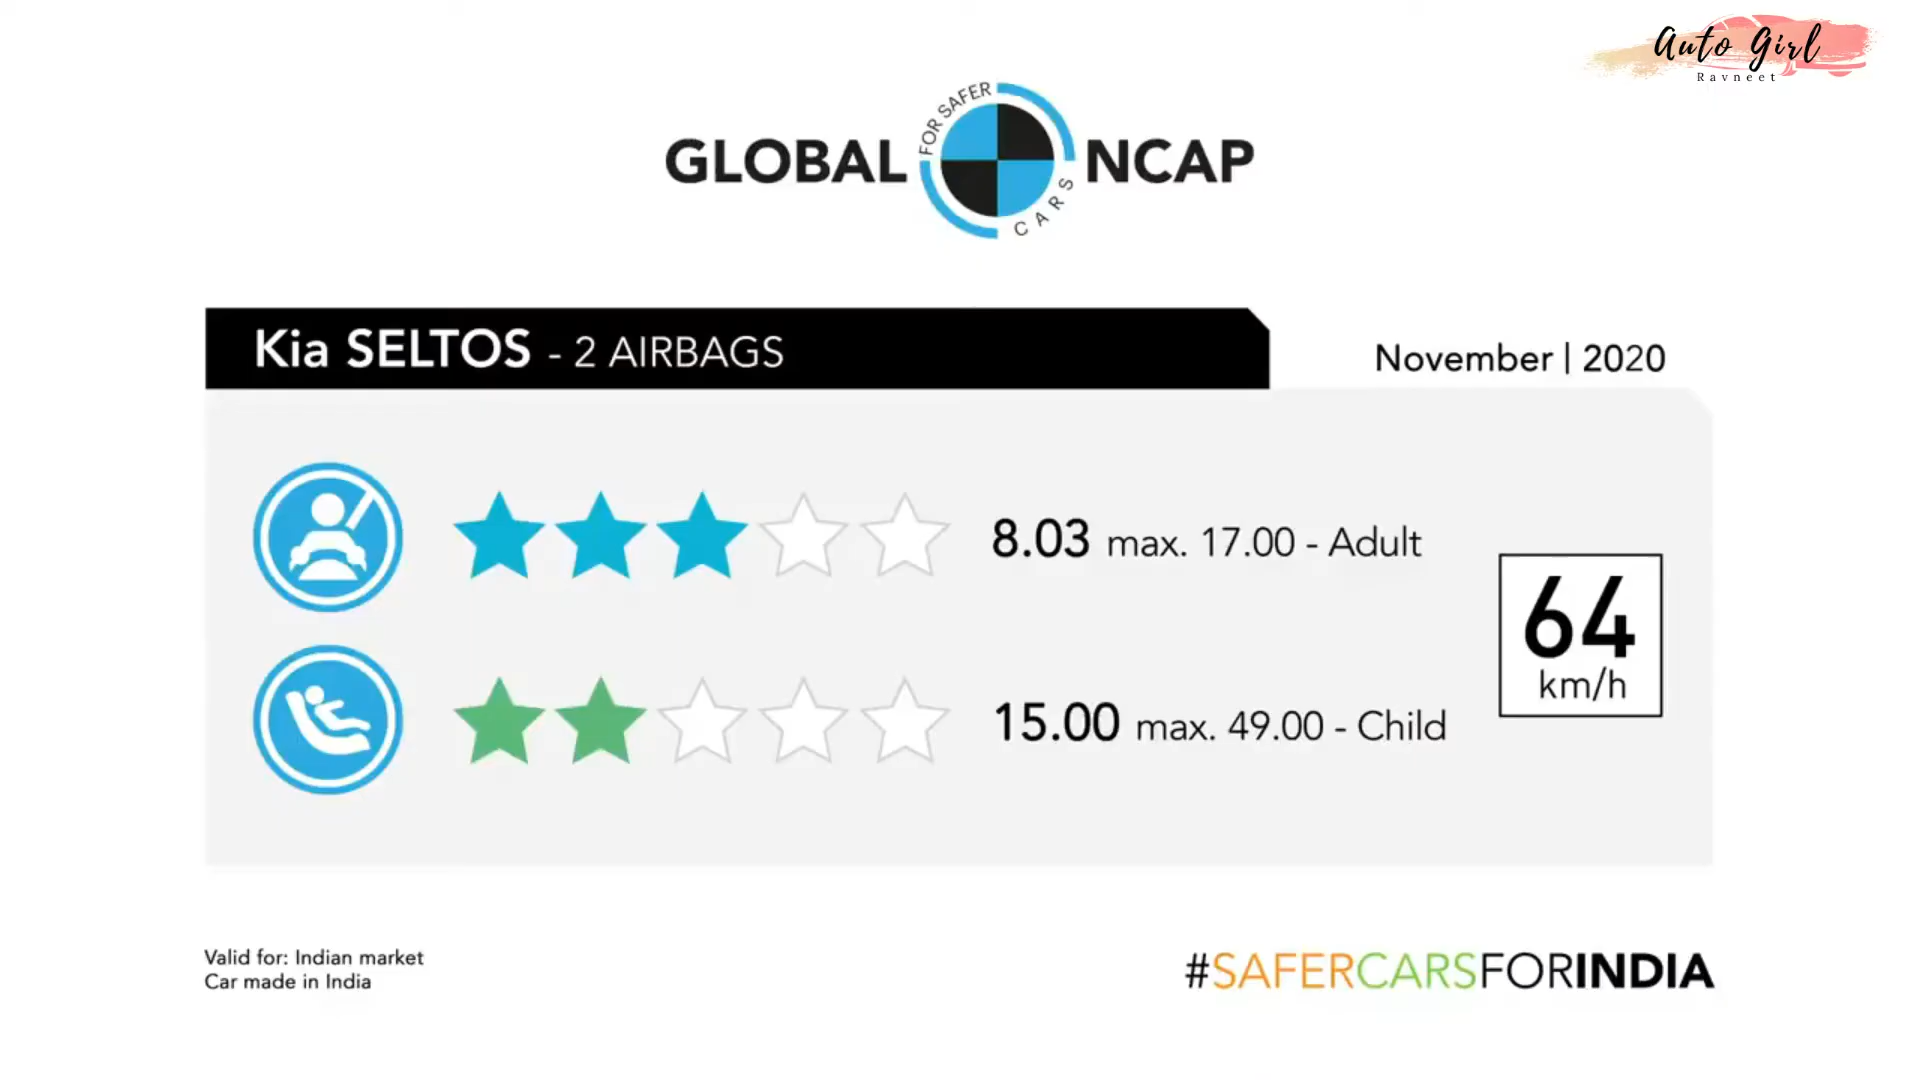 Auto Girl
Ravneet
GLOBAL FOR SAFER CARS NCAP
Kia SELTOS - 2 AIRBAGS
November | 2020
8.03 max. 17.00 - Adult
15.00 max. 49.00 - Child
64
km/h
Valid for: Indian market
Car made in India
#SAFERCARSFORINDIA